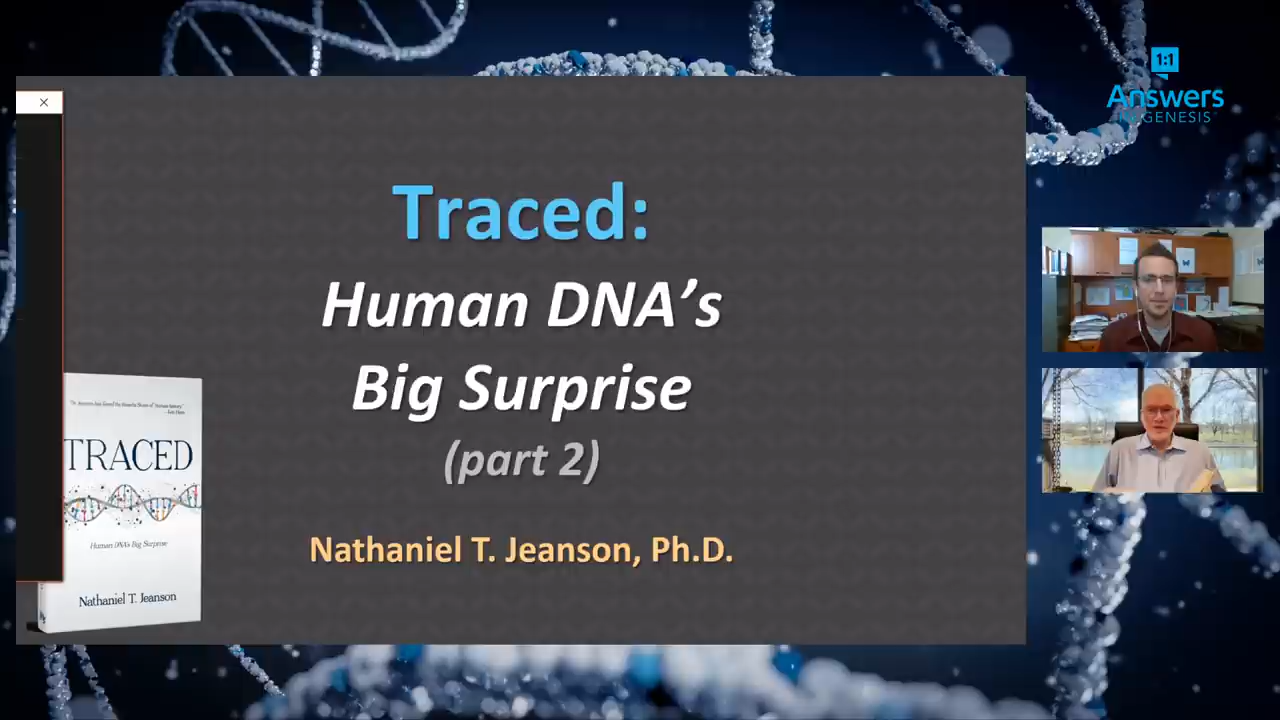 1:1
Answers
IN GENESIS
Traced:
Human DNA's
Big Surprise
(part 2)
Nathaniel T. Jeanson, Ph.D.
TRACED
Human DNA's Big Surprise
Nathaniel T. Jeanson